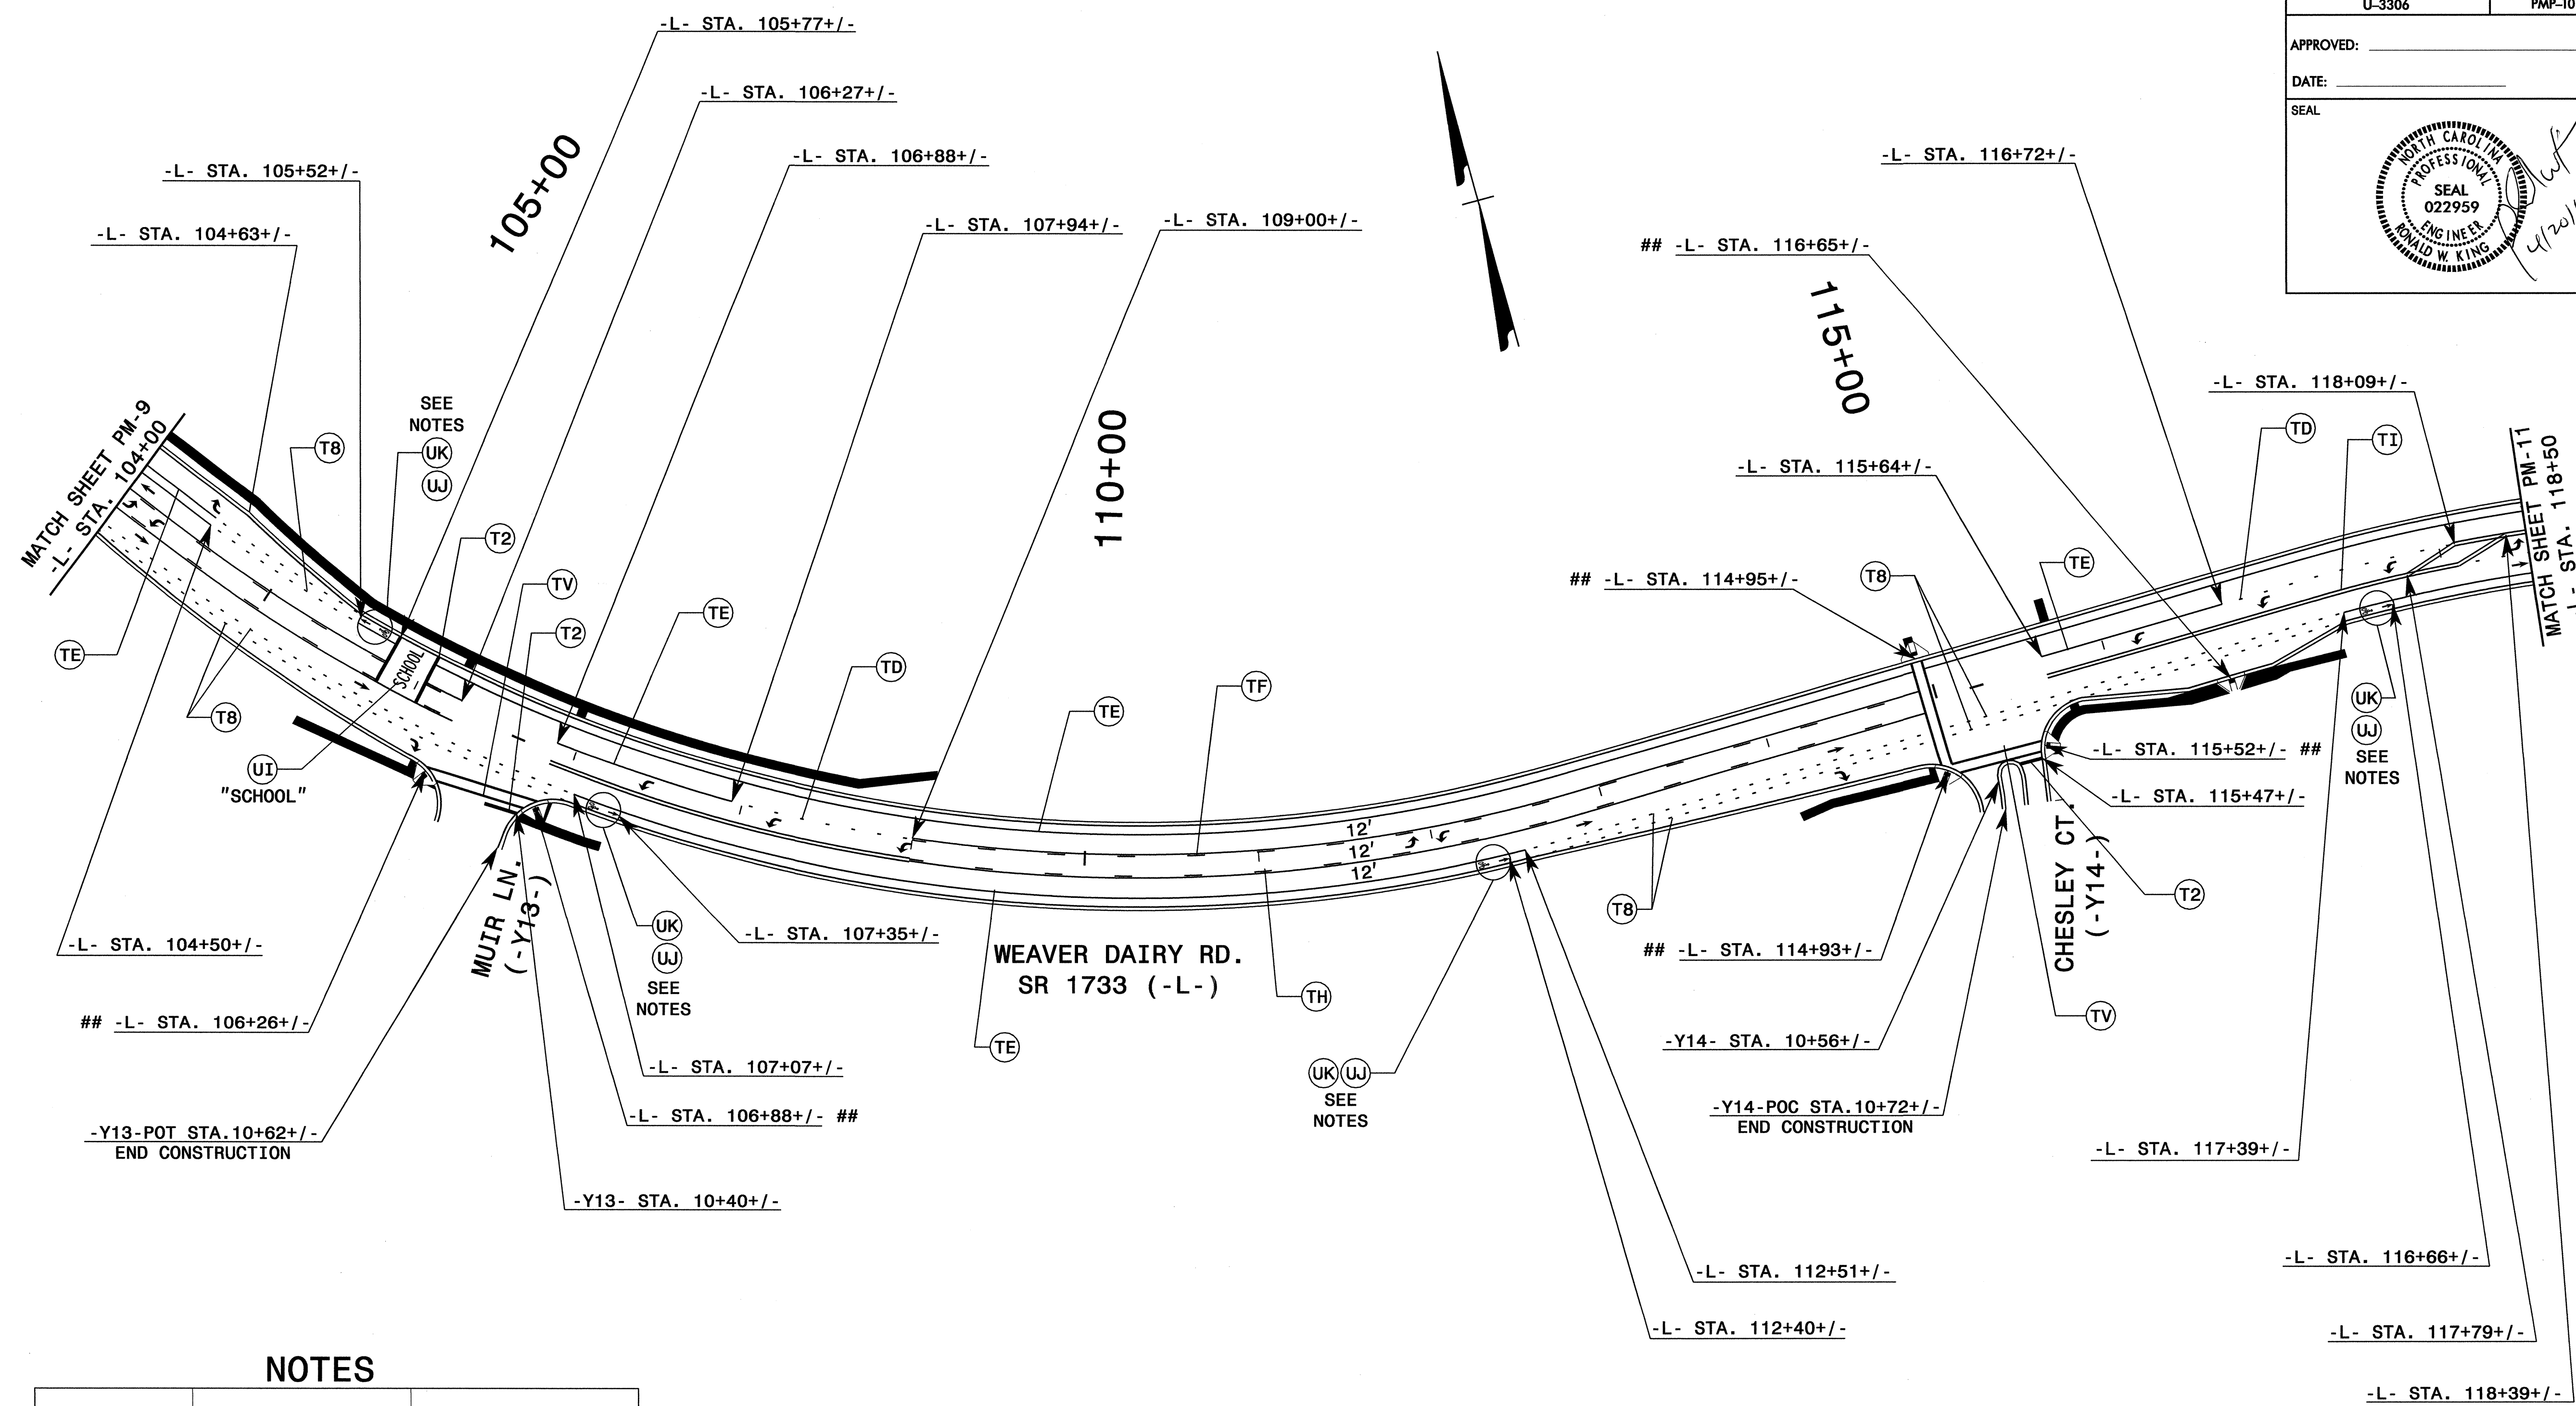 U-3306 PMP-10
APPROVED:
DATE:
SEAL
NORTH CAROLINA
PROFESSIONAL
SEAL
022959
ENGINEER
RONALD W. KING
-L- STA. 105+77+/-
-L- STA. 106+27+/-
-L- STA. 106+88+/-
-L- STA. 105+52+/-
-L- STA. 104+63+/-
105+00
-L- STA. 107+94+/-
-L- STA. 109+00+/-
-L- STA. 116+72+/-
## -L- STA. 116+65+/-
115+00
-L- STA. 118+09+/-
MATCH SHEET PM-9
-L- STA. 104+00
T8
SEE
NOTES
UK
UJ
T2
TV
T2
TE
TD
110+00
TF
TE
-L- STA. 115+64+/-
## -L- STA. 114+95+/-
T8
TE
TD
TI
MATCH SHEET PM-11
-L- STA. 118+50
TE
T8
SCHOOL
UI
"SCHOOL"
12'
12'
12'
UK
UJ
SEE
NOTES
-L- STA. 115+52+/- ##
-L- STA. 115+47+/-
-L- STA. 104+50+/-
MUIR LN.
(-Y13-)
UK
UJ
SEE
NOTES
-L- STA. 107+35+/-
WEAVER DAIRY RD.
SR 1733 (-L-)
TH
TE
T8
## -L- STA. 114+93+/-
CHESLEY CT.
(-Y14-)
T2
TV
## -L- STA. 106+26+/-
-L- STA. 107+07+/-
-L- STA. 106+88+/- ##
-Y13-POT STA.10+62+/-
END CONSTRUCTION
-Y13- STA. 10+40+/-
UK UJ
SEE
NOTES
-Y14- STA. 10+56+/-
-Y14-POC STA.10+72+/-
END CONSTRUCTION
-L- STA. 117+39+/-
-L- STA. 112+51+/-
-L- STA. 112+40+/-
-L- STA. 116+66+/-
-L- STA. 117+79+/-
-L- STA. 118+39+/-
NOTES